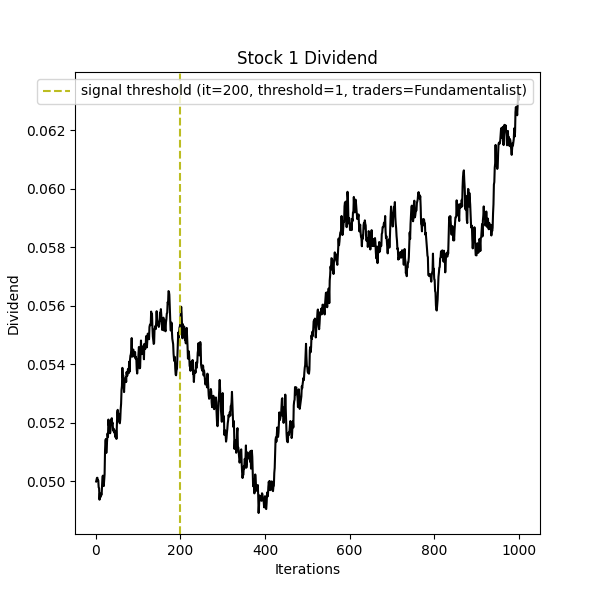 Stock 1 Dividend
signal threshold (it=200, threshold=1, traders=Fundamentalist)
0.062
0.060
0.058
0.056
0.054
0.052
0.050
Dividend
0 200 400 600 800 1000
Iterations